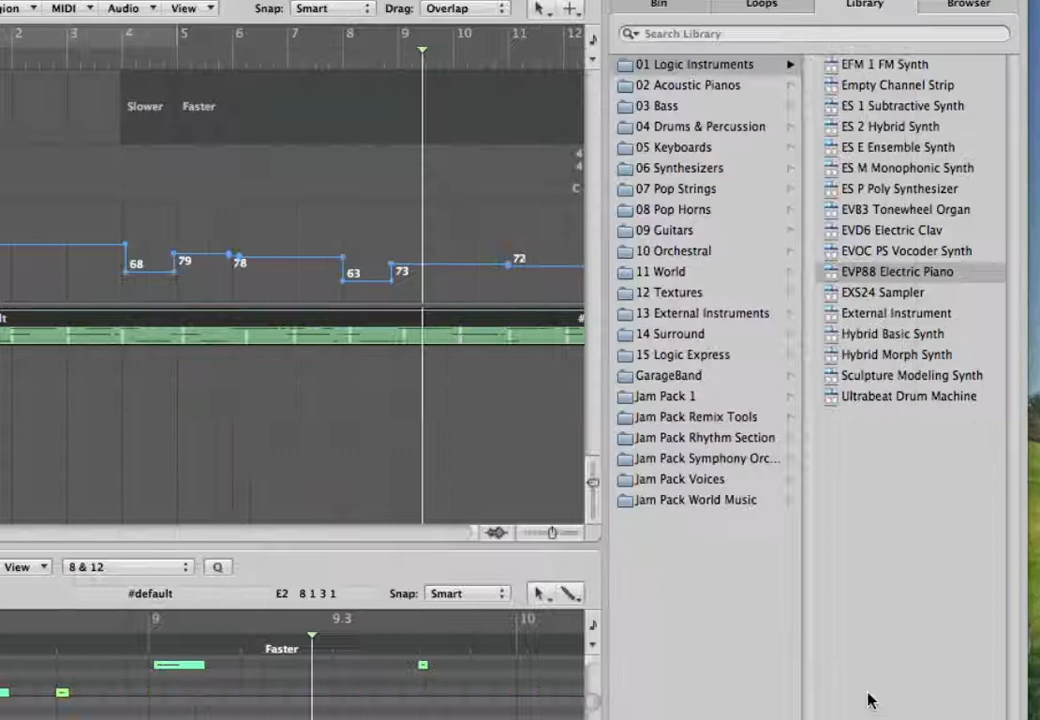 gion MIDI Audio View Snap: Smart Drag: Overlap
Bin Loops Library Browser
2 3 4 5 6 7 8 9 10 11 12
Search Library
Slower Faster
4
4
C
68 79 78 63 73 72
lt #
01 Logic Instruments
02 Acoustic Pianos
03 Bass
04 Drums & Percussion
05 Keyboards
06 Synthesizers
07 Pop Strings
08 Pop Horns
09 Guitars
10 Orchestral
11 World
12 Textures
13 External Instruments
14 Surround
15 Logic Express
GarageBand
Jam Pack 1
Jam Pack Remix Tools
Jam Pack Rhythm Section
Jam Pack Symphony Orc...
Jam Pack Voices
Jam Pack World Music
EFM 1 FM Synth
Empty Channel Strip
ES 1 Subtractive Synth
ES 2 Hybrid Synth
ES E Ensemble Synth
ES M Monophonic Synth
ES P Poly Synthesizer
EVB3 Tonewheel Organ
EVD6 Electric Clav
EVOC PS Vocoder Synth
EVP88 Electric Piano
EXS24 Sampler
External Instrument
Hybrid Basic Synth
Hybrid Morph Synth
Sculpture Modeling Synth
Ultrabeat Drum Machine
View 8 & 12 Q
#default E2 8 1 3 1 Snap: Smart
9 9.3 10
Faster